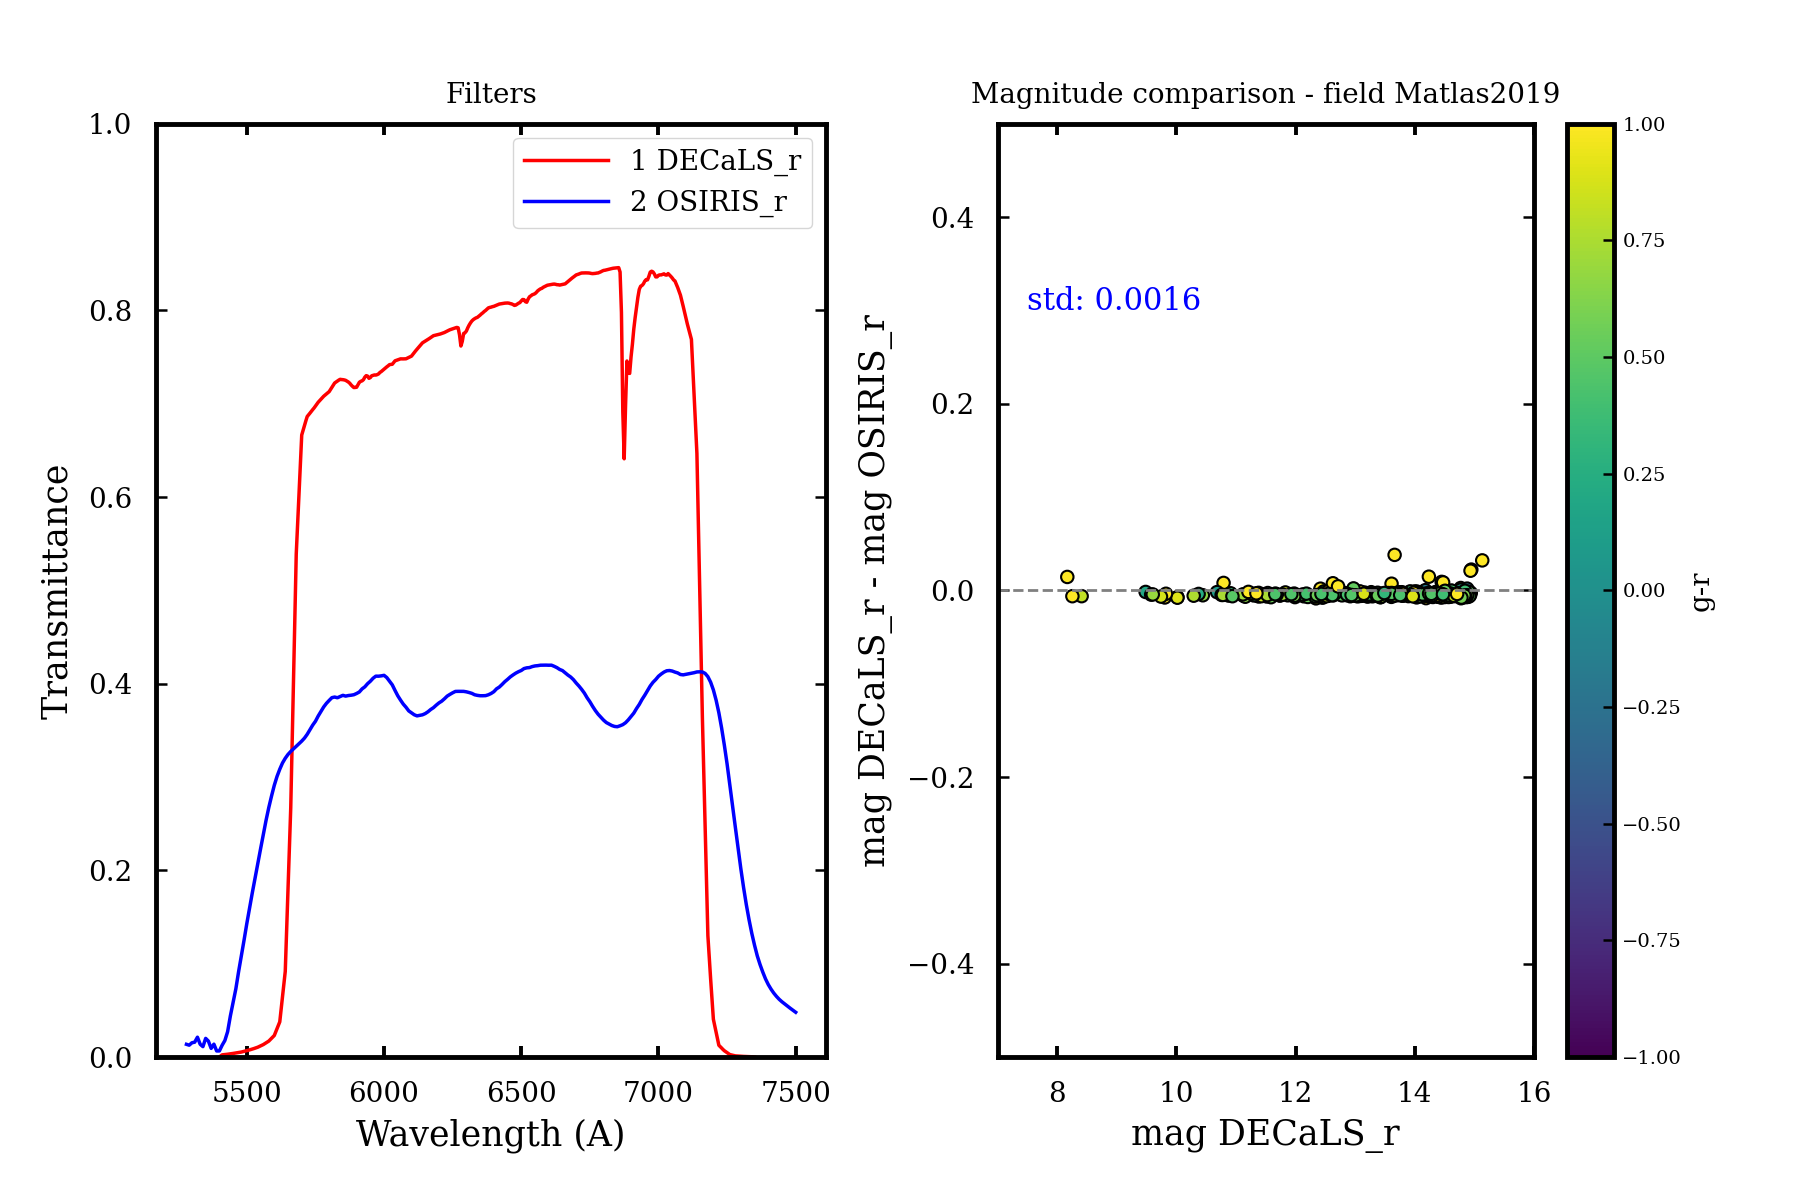 Filters
1.0
0.8
0.6
0.4
0.2
0.0
Transmittance
1 DECaLS_r
2 OSIRIS_r
5500 6000 6500 7000 7500
Wavelength (A)
Magnitude comparison - field Matlas2019
0.4
0.2
0.0
−0.2
−0.4
mag DECaLS_r - mag OSIRIS_r
std: 0.0016
8 10 12 14 16
mag DECaLS_r
1.00
0.75
0.50
0.25
0.00
−0.25
−0.50
−0.75
−1.00
g-r